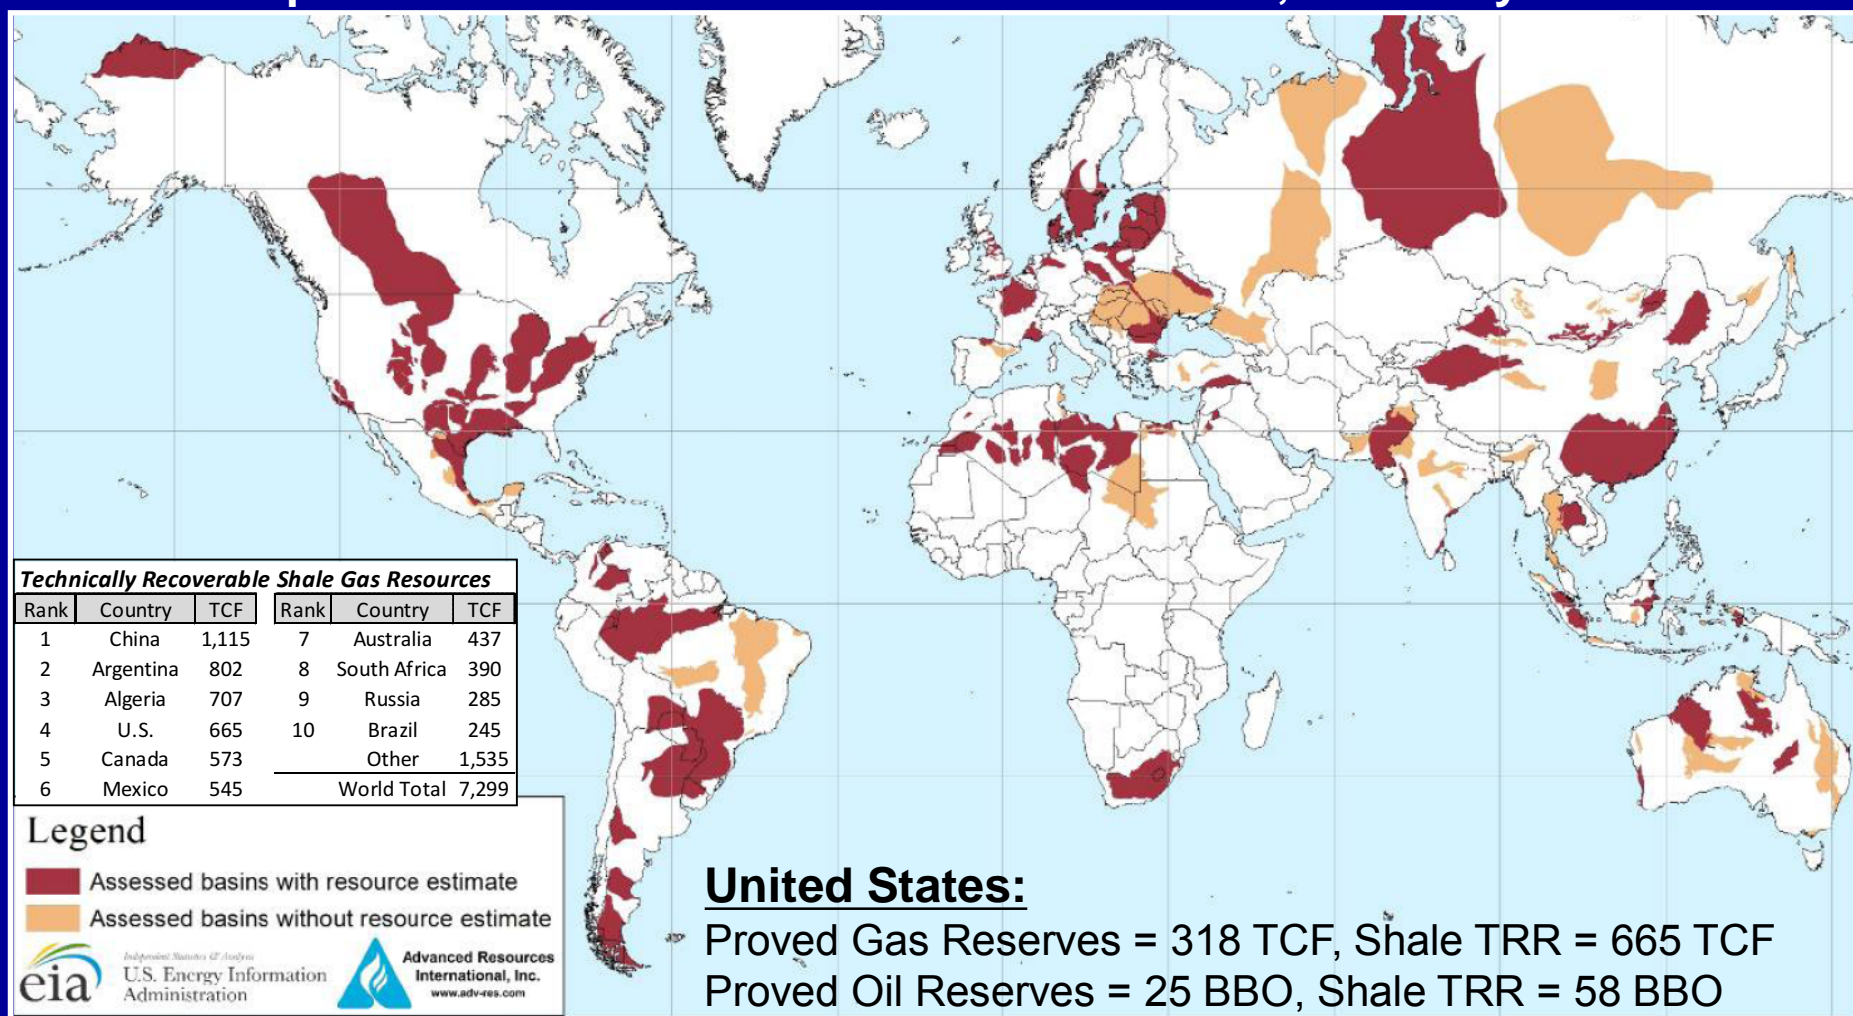 Technically Recoverable Shale Gas Resources
Rank Country TCF Rank Country TCF
1 China 1,115 7 Australia 437
2 Argentina 802 8 South Africa 390
3 Algeria 707 9 Russia 285
4 U.S. 665 10 Brazil 245
5 Canada 573 Other 1,535
6 Mexico 545 World Total 7,299
Legend
Assessed basins with resource estimate
Assessed basins without resource estimate
eia
Independent Statistics & Analysis
U.S. Energy Information
Administration
Advanced Resources
International, Inc.
www.adv-res.com
United States:
Proved Gas Reserves = 318 TCF, Shale TRR = 665 TCF
Proved Oil Reserves = 25 BBO, Shale TRR = 58 BBO